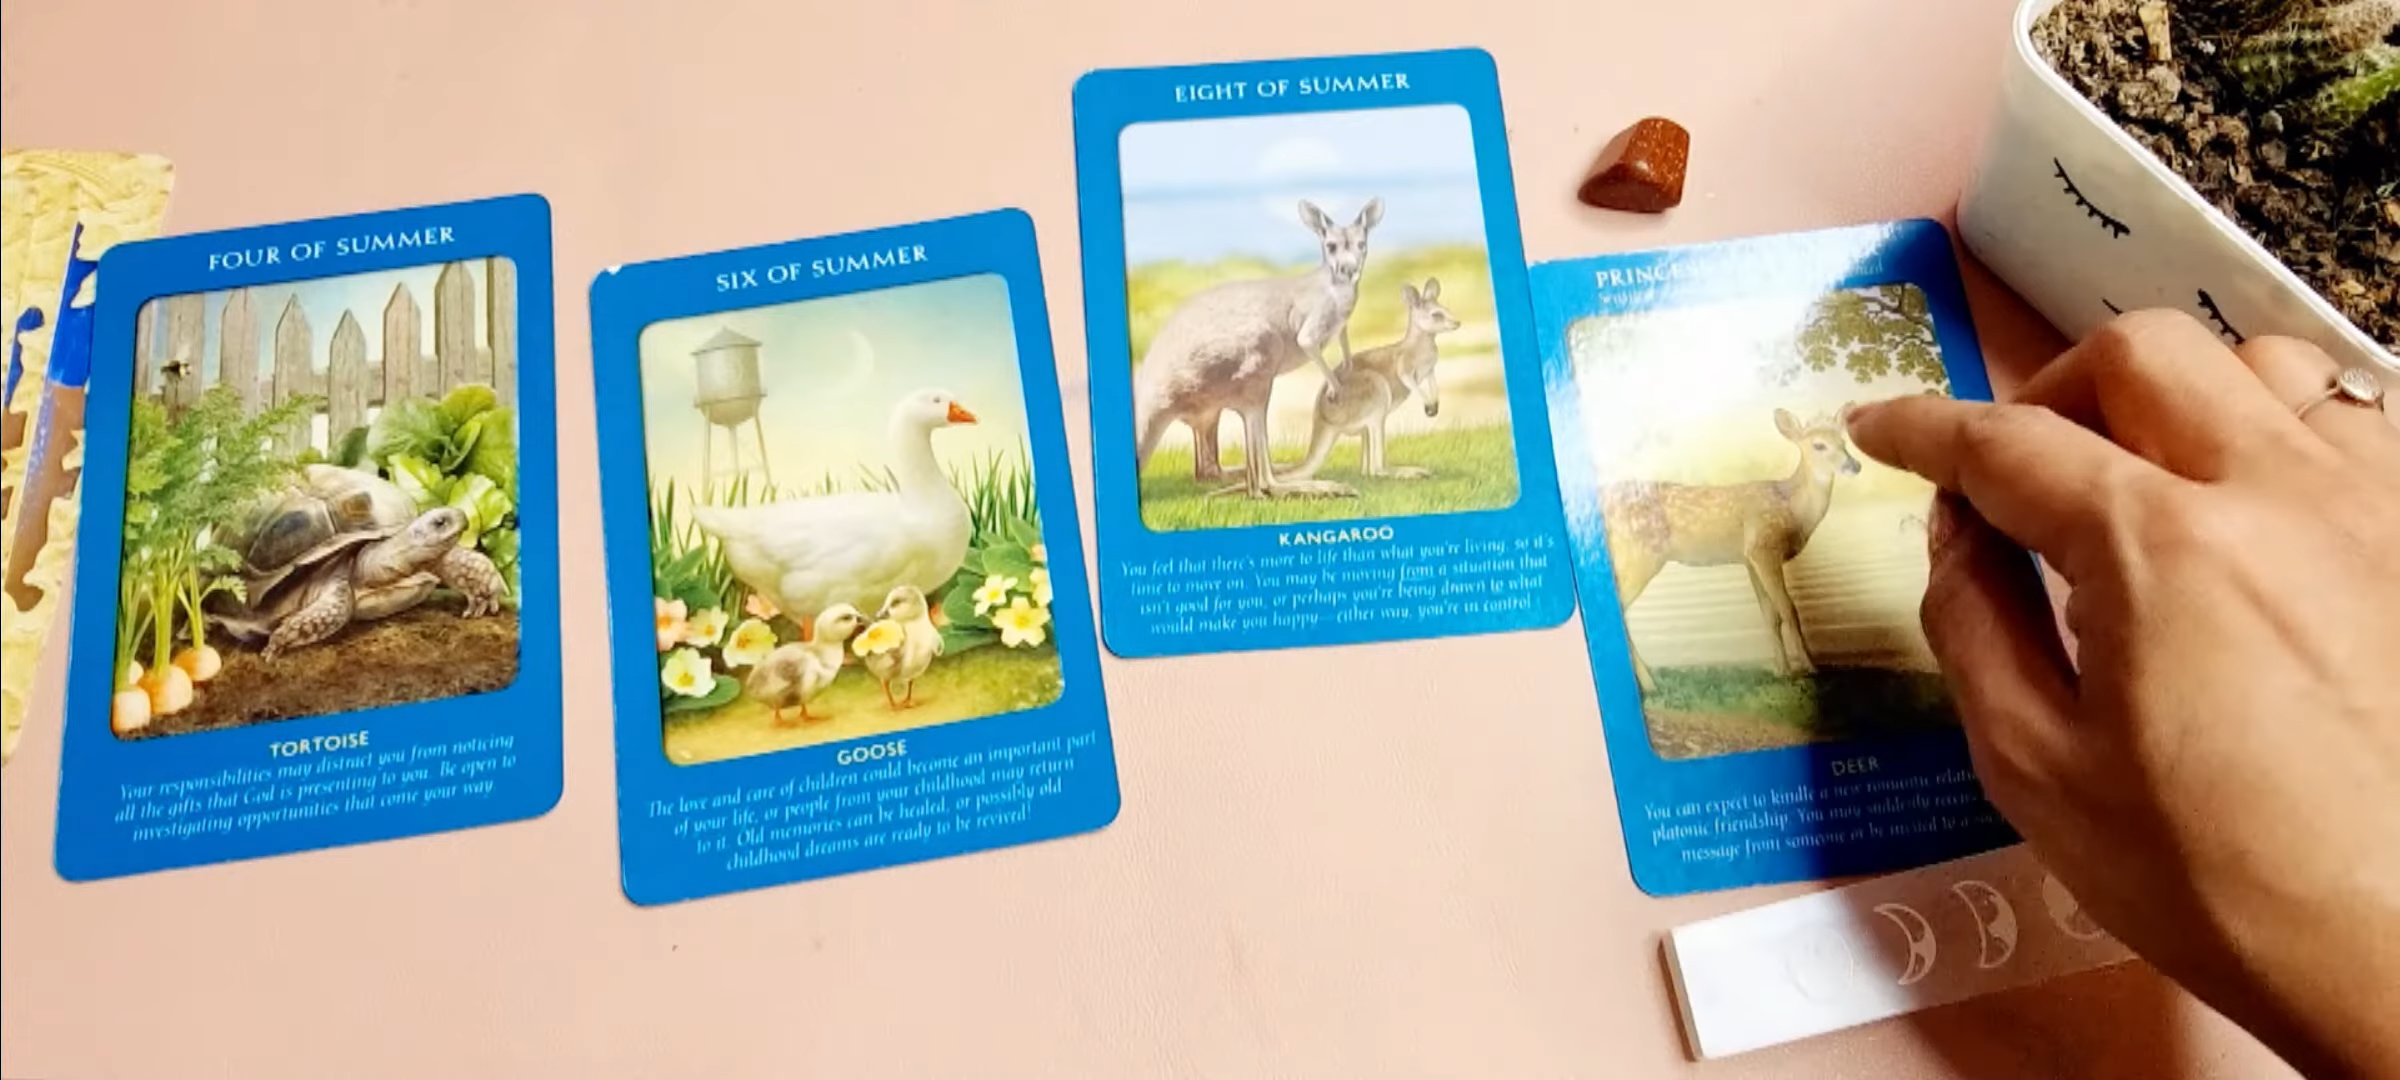 FOUR OF SUMMER
TORTOISE
Your responsibilities may distract you from noticing
all the gifts that God is presenting to you. Be open to
investigating opportunities that come your way.
SIX OF SUMMER
GOOSE
The love and care of children could become an important part
of your life, or people from your childhood may return
to it. Old memories can be healed, or possibly old
childhood dreams are ready to be revived!
EIGHT OF SUMMER
KANGAROO
You feel that there's more to life than what you're living, so it's
time to move on. You may be moving from a situation that
isn't good for you, or perhaps you're being drawn to what
would make you happy—either way, you're in control.
DEER
You can expect to kindle a new romantic
platonic friendship. You may suddenly
message from someone or be invited to a